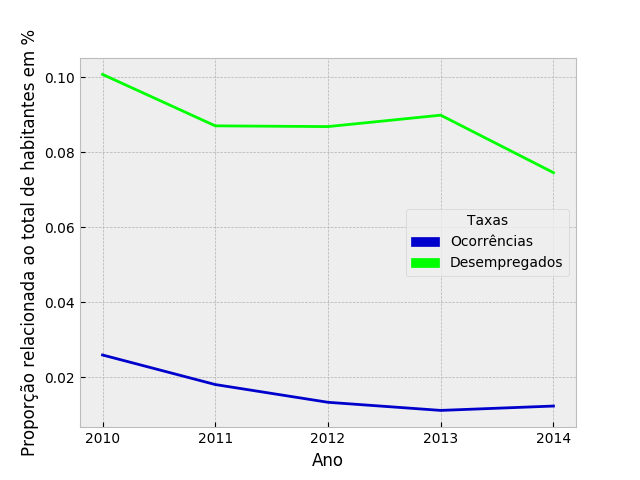 Proporção relacionada ao total de habitantes em %
0.10
0.08
0.06
0.04
0.02
Taxas
Ocorrências
Desempregados
2010 2011 2012 2013 2014
Ano